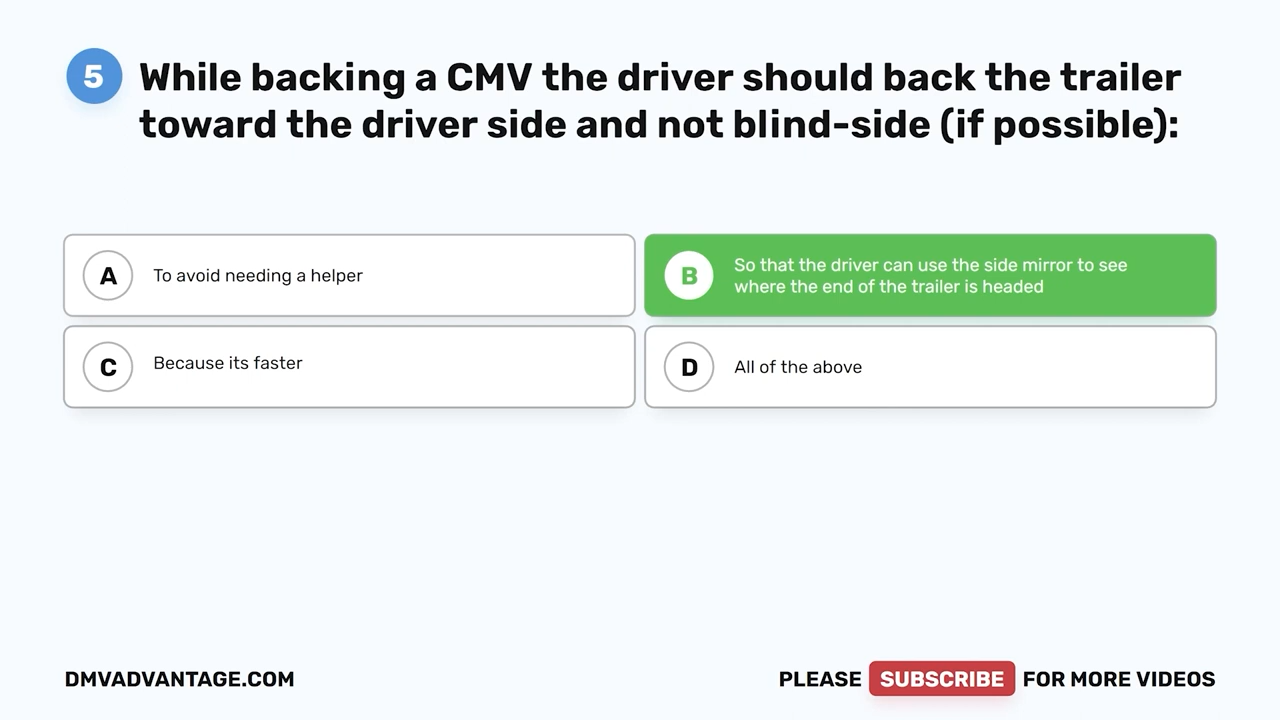 5
While backing a CMV the driver should back the trailer
toward the driver side and not blind-side (if possible):
A
To avoid needing a helper
B
So that the driver can use the side mirror to see
where the end of the trailer is headed
C
Because its faster
D
All of the above
DMVADVANTAGE.COM
PLEASE SUBSCRIBE FOR MORE VIDEOS